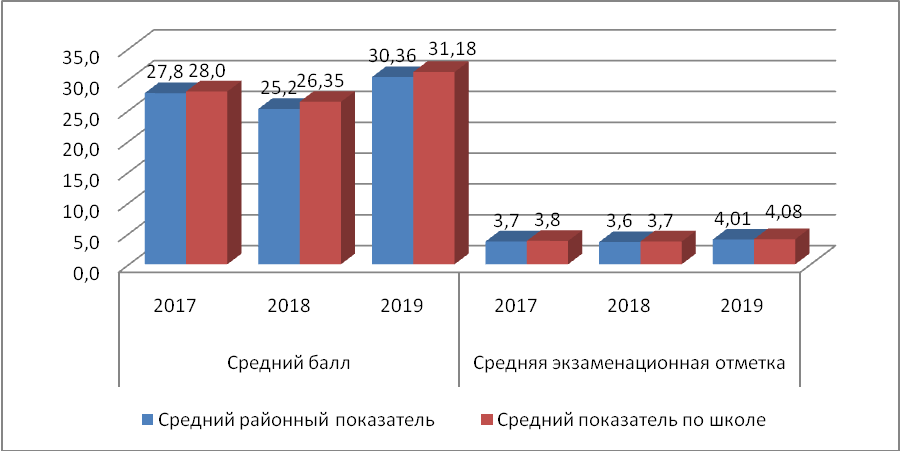 35,0
30,0
25,0
20,0
15,0
10,0
5,0
0,0
27,8 28,0 25,2 26,35 30,36 31,18 3,7 3,8 3,6 3,7 4,01 4,08
2017 2018 2019 2017 2018 2019
Средний балл Средняя экзаменационная отметка
Средний районный показатель Средний показатель по школе